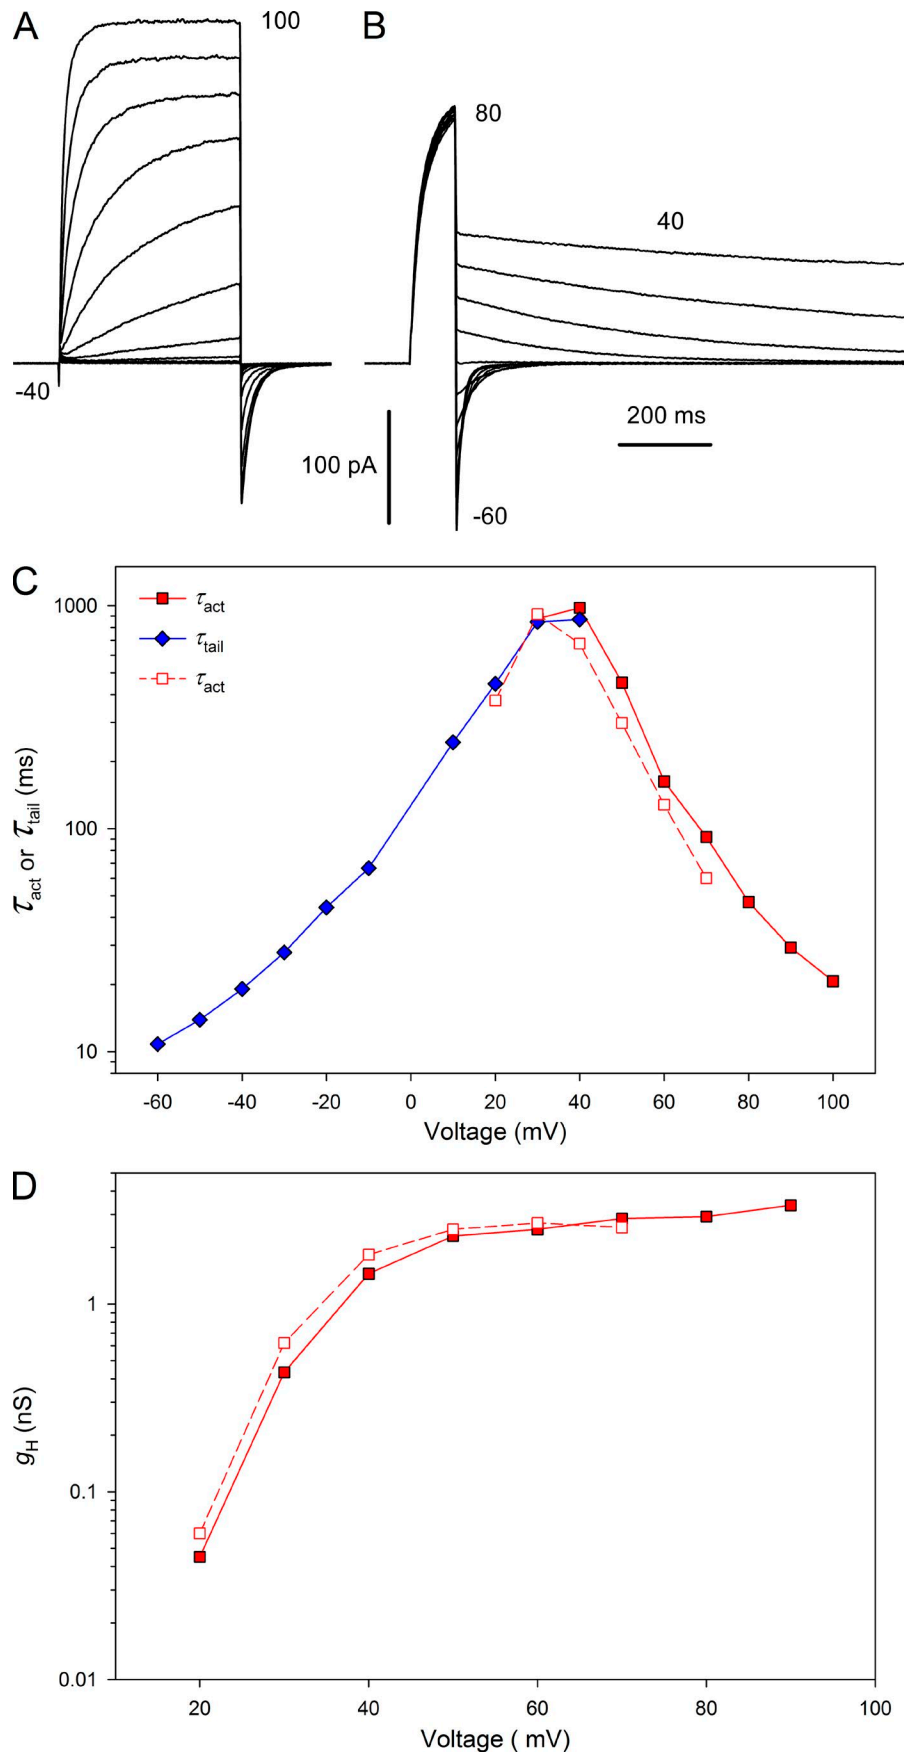 A
100
B
80
40
-40
200 ms
100 pA
-60
C
1000
τact
τtail
τact
100
10
τact or τtail (ms)
-60 -40 -20 0 20 40 60 80 100
Voltage (mV)
D
1
0.1
0.01
gH (nS)
20 40 60 80 100
Voltage ( mV)